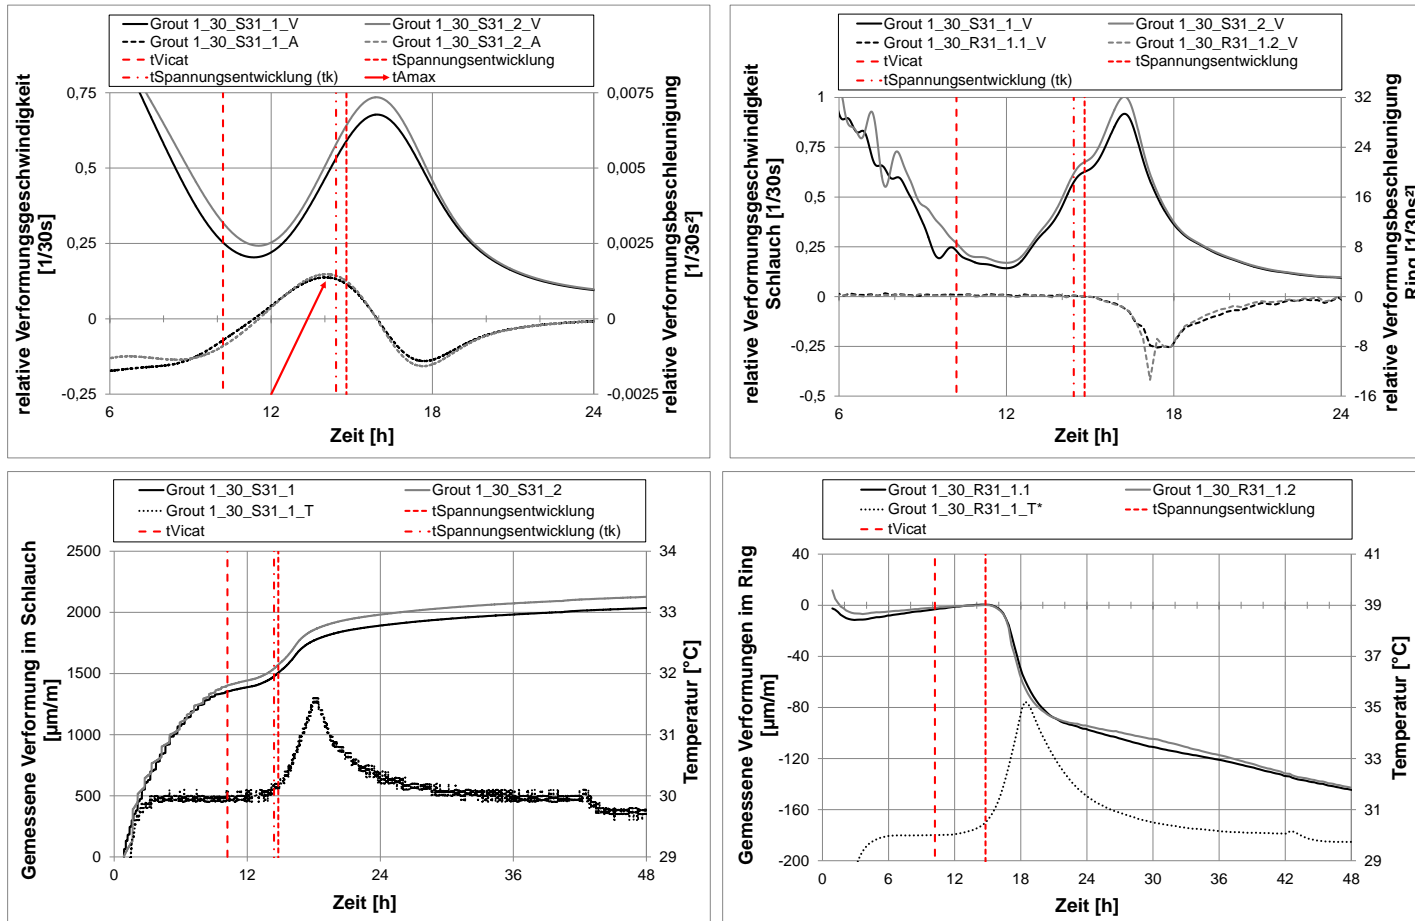 Grout 1_30_S31_1_V
Grout 1_30_S31_2_V
Grout 1_30_S31_1_A
Grout 1_30_S31_2_A
tVicat
tSpannungsentwicklung
tSpannungsentwicklung (tk)
tAmax
relative Verformungsgeschwindigkeit
[1/30s]
0,75
0,5
0,25
0
-0,25
0,0075
0,005
0,0025
0
-0,0025
relative Verformungsbeschleunigung
[1/30s²]
6
12
18
24
Zeit [h]
Grout 1_30_S31_1_V
Grout 1_30_S31_2_V
Grout 1_30_R31_1.1_V
Grout 1_30_R31_1.2_V
tVicat
tSpannungsentwicklung
tSpannungsentwicklung (tk)
relative Verformungsgeschwindigkeit
Schlauch [1/30s]
1
0,75
0,5
0,25
0
-0,25
-0,5
32
24
16
8
0
-8
-16
relative Verformungsgeschwindigkeit
Ring [1/30s²]
6
12
18
24
Zeit [h]
Grout 1_30_S31_1
Grout 1_30_S31_2
Grout 1_30_S31_1_T
tSpannungsentwicklung
tVicat
tSpannungsentwicklung (tk)
Gemessene Verformung im Schlauch
[µm/m]
2500
2000
1500
1000
500
0
34
33
32
31
30
29
Temperatur [°C]
0
12
24
36
48
Zeit [h]
Grout 1_30_R31_1.1
Grout 1_30_R31_1.2
Grout 1_30_R31_1_T*
tSpannungsentwicklung
tVicat
Gemessene Verformungen im Ring
[µm/m]
40
0
-40
-80
-120
-160
-200
41
39
37
35
33
31
29
Temperatur [°C]
0
6
12
18
24
30
36
42
48
Zeit [h]